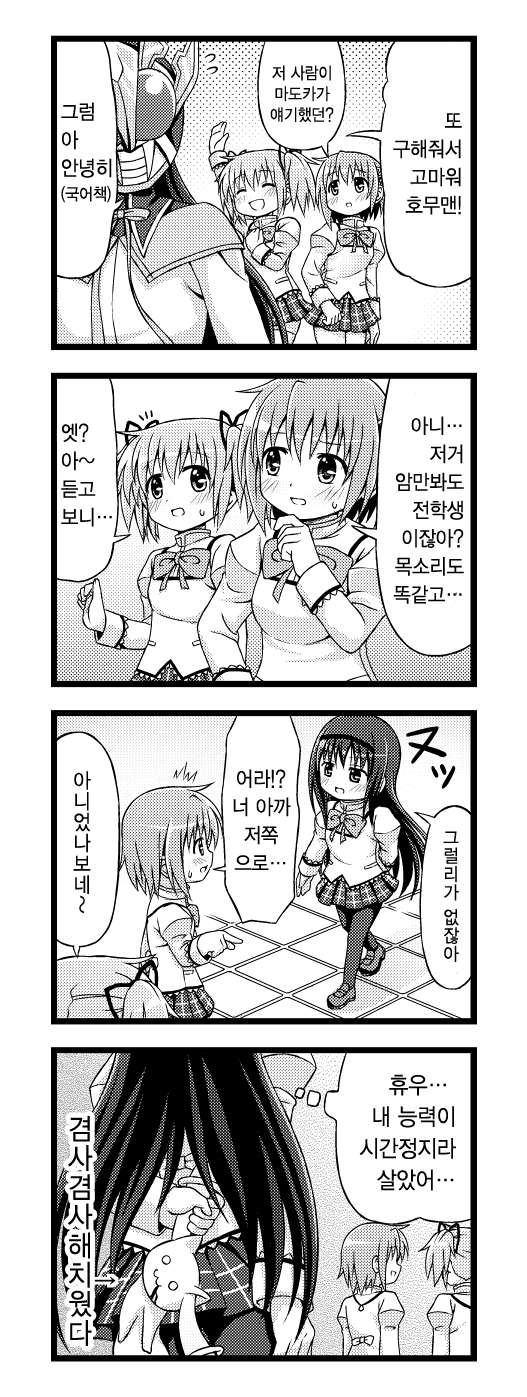 또
구해줘서
고마워
호무맨!
저 사람이
마도카가
얘기했던?
그럼
아
안녕히
(국어책)
아니…
저거
암만봐도
전학생
이잖아?
목소리도
똑같고…
엣?
아~
듣고
보니…
ヌッ
그럴리가 없잖아
어라!?
너 아까
저쪽
으로…
아니었나보네~
휴우…
내 능력이
시간정지라
살았어…
겸사겸사해치웠다